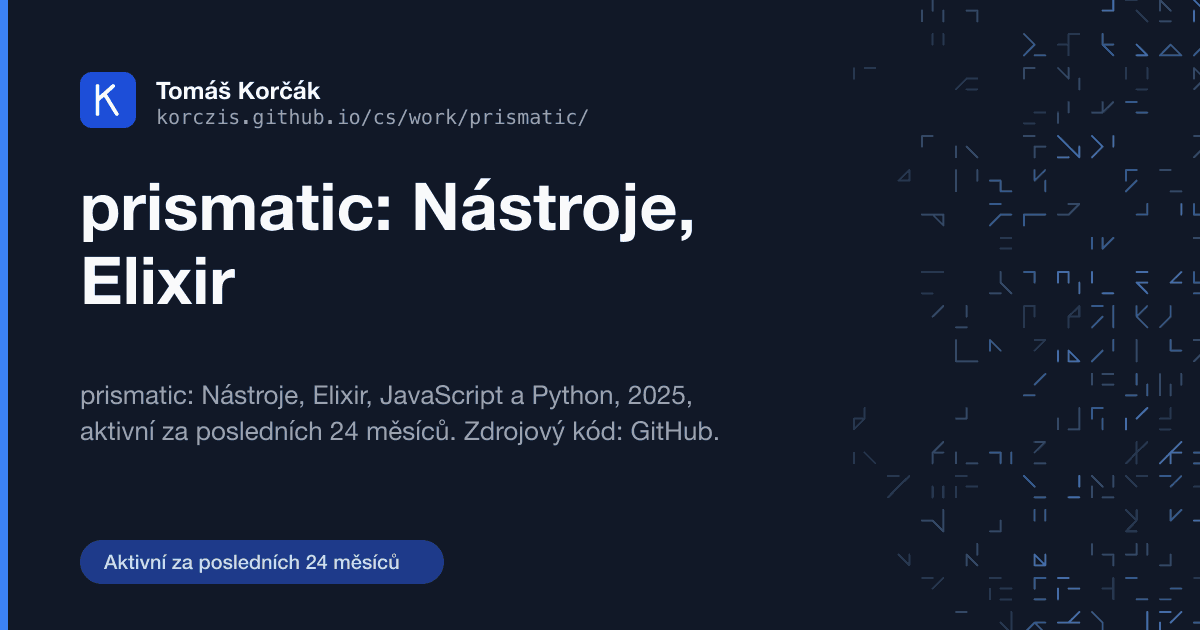 K
Tomáš Korčák
korczis.github.io/cs/work/prismatic/
prismatic: Nástroje,
Elixir
prismatic: Nástroje, Elixir, JavaScript a Python, 2025,
aktivní za posledních 24 měsíců. Zdrojový kód: GitHub.
Aktivní za posledních 24 měsíců